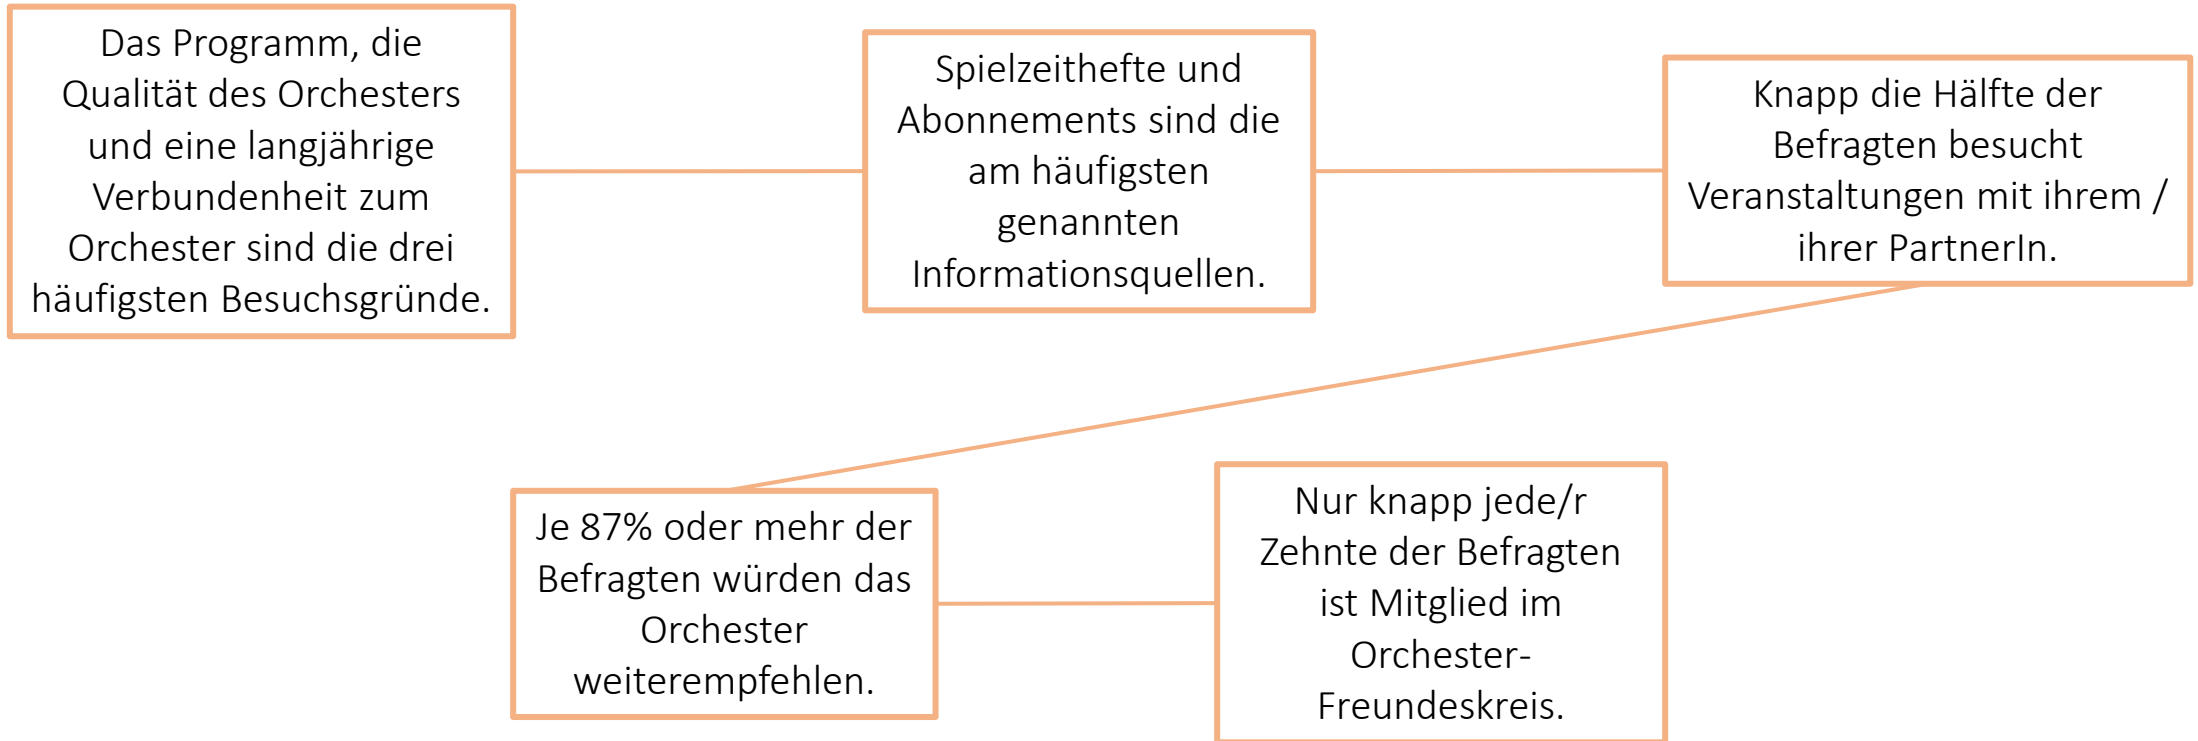 Das Programm, die
Qualität des Orchesters
und eine langjährige
Verbundenheit zum
Orchester sind die drei
häufigsten Besuchsgründe.
Spielzeithefte und
Abonnements sind die
am häufigsten
genannten
Informationsquellen.
Knapp die Hälfte der
Befragten besucht
Veranstaltungen mit ihrem /
ihrer PartnerIn.
Je 87% oder mehr der
Befragten würden das
Orchester
weiterempfehlen.
Nur knapp jede/r
Zehnte der Befragten
ist Mitglied im
Orchester-
Freundeskreis.